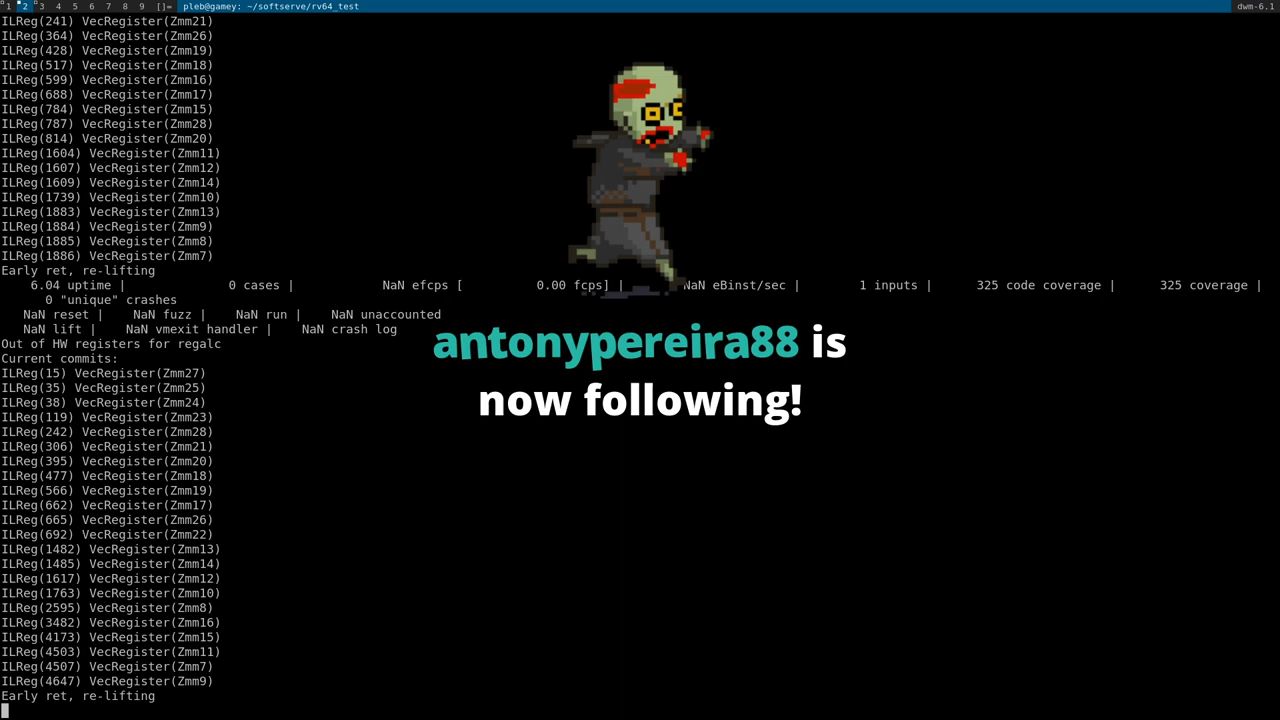 1 2 3 4 5 6 7 8 9 []= pleb@gamey: ~/softserve/rv64_test dwm-6.1
ILReg(241) VecRegister(Zmm21)
ILReg(364) VecRegister(Zmm26)
ILReg(428) VecRegister(Zmm19)
ILReg(517) VecRegister(Zmm18)
ILReg(599) VecRegister(Zmm16)
ILReg(688) VecRegister(Zmm17)
ILReg(784) VecRegister(Zmm15)
ILReg(787) VecRegister(Zmm28)
ILReg(814) VecRegister(Zmm20)
ILReg(1604) VecRegister(Zmm11)
ILReg(1607) VecRegister(Zmm12)
ILReg(1609) VecRegister(Zmm14)
ILReg(1739) VecRegister(Zmm10)
ILReg(1883) VecRegister(Zmm13)
ILReg(1884) VecRegister(Zmm9)
ILReg(1885) VecRegister(Zmm8)
ILReg(1886) VecRegister(Zmm7)
Early ret, re-lifting
6.04 uptime | 0 cases | NaN efcps [ 0.00 fcps] | NaN eBinst/sec | 1 inputs | 325 code coverage | 325 coverage |
0 "unique" crashes
NaN reset | NaN fuzz | NaN run | NaN unaccounted
NaN lift | NaN vmexit handler | NaN crash log
Out of HW registers for regalc
Current commits:
ILReg(15) VecRegister(Zmm27)
ILReg(35) VecRegister(Zmm25)
ILReg(38) VecRegister(Zmm24)
ILReg(119) VecRegister(Zmm23)
ILReg(242) VecRegister(Zmm28)
ILReg(306) VecRegister(Zmm21)
ILReg(395) VecRegister(Zmm20)
ILReg(477) VecRegister(Zmm18)
ILReg(566) VecRegister(Zmm19)
ILReg(662) VecRegister(Zmm17)
ILReg(665) VecRegister(Zmm26)
ILReg(692) VecRegister(Zmm22)
ILReg(1482) VecRegister(Zmm13)
ILReg(1485) VecRegister(Zmm14)
ILReg(1617) VecRegister(Zmm12)
ILReg(1763) VecRegister(Zmm10)
ILReg(2595) VecRegister(Zmm8)
ILReg(3482) VecRegister(Zmm16)
ILReg(4173) VecRegister(Zmm15)
ILReg(4503) VecRegister(Zmm11)
ILReg(4507) VecRegister(Zmm7)
ILReg(4647) VecRegister(Zmm9)
Early ret, re-lifting
antonypereira88 is
now following!